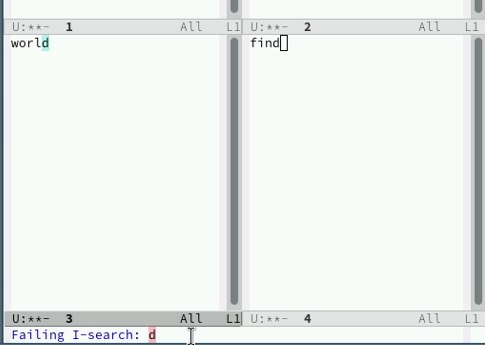 U:**-  1  All  L1
U:**-  2  All  L1
world
find
U:**-  3  All  L1
U:**-  4  All  L1
Failing I-search: d